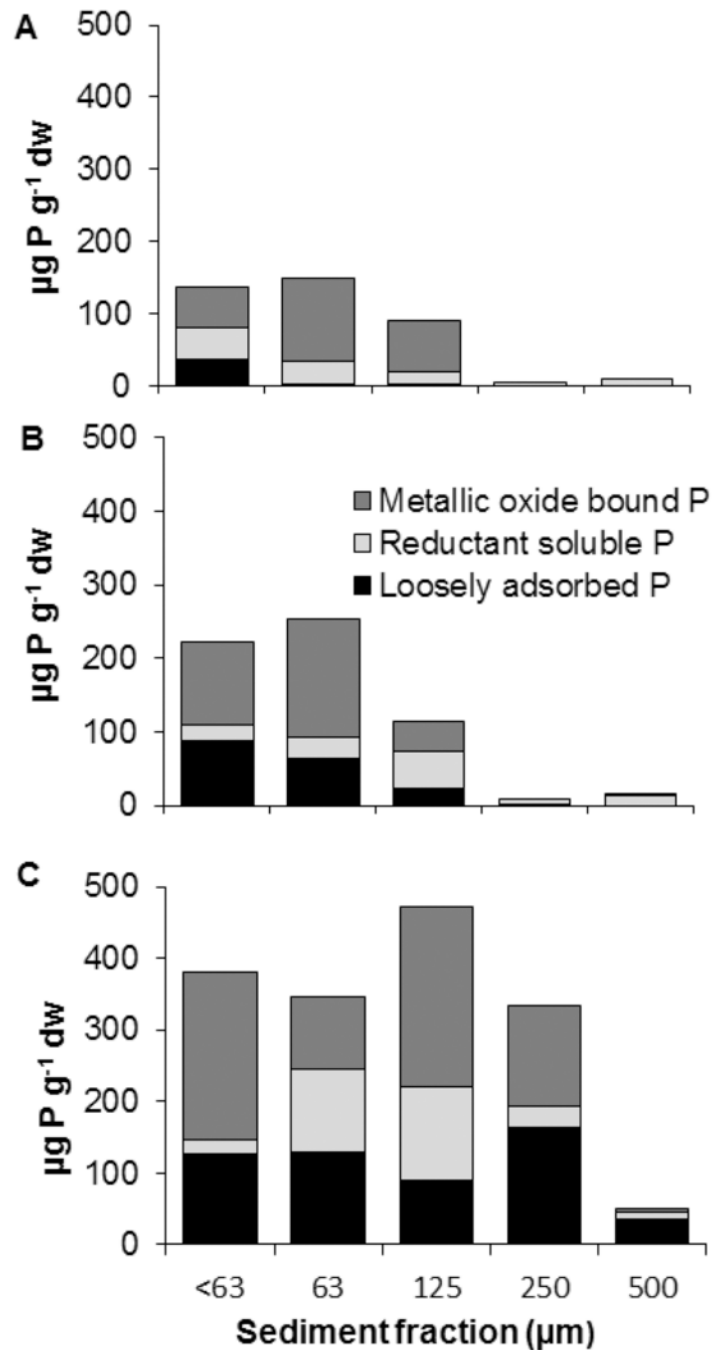 A
500
400
300
200
100
0
µg P g-1 dw
B
500
400
300
200
100
0
µg P g-1 dw
Metallic oxide bound P
Reductant soluble P
Loosely adsorbed P
C
500
400
300
200
100
0
µg P g-1 dw
<63 63 125 250 500
Sediment fraction (µm)